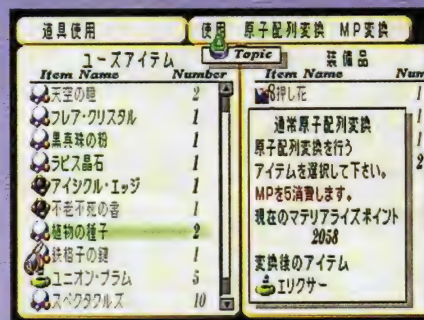 道具使用
使用 原子配列変換 MP変換
Topic
ユーズアイテム
Item Name Number
天空の瞳 2
フレア・クリスタル 1
黒真珠の粉 1
ラピス晶石 1
アイシクル・エッジ 1
不老不死の書 1
植物の種子 2
鉄格子の鍵 1
ユニオン・プラム 5
スペクタクルズ 10
装備品
Item Name Num
押し花 1
1
1
2
通常原子配列変換
原子配列変換を行う
アイテムを選択して下さい。
MPを5消費します。
現在のマテリアライズポイント
2058
変換後のアイテム
エリクサー